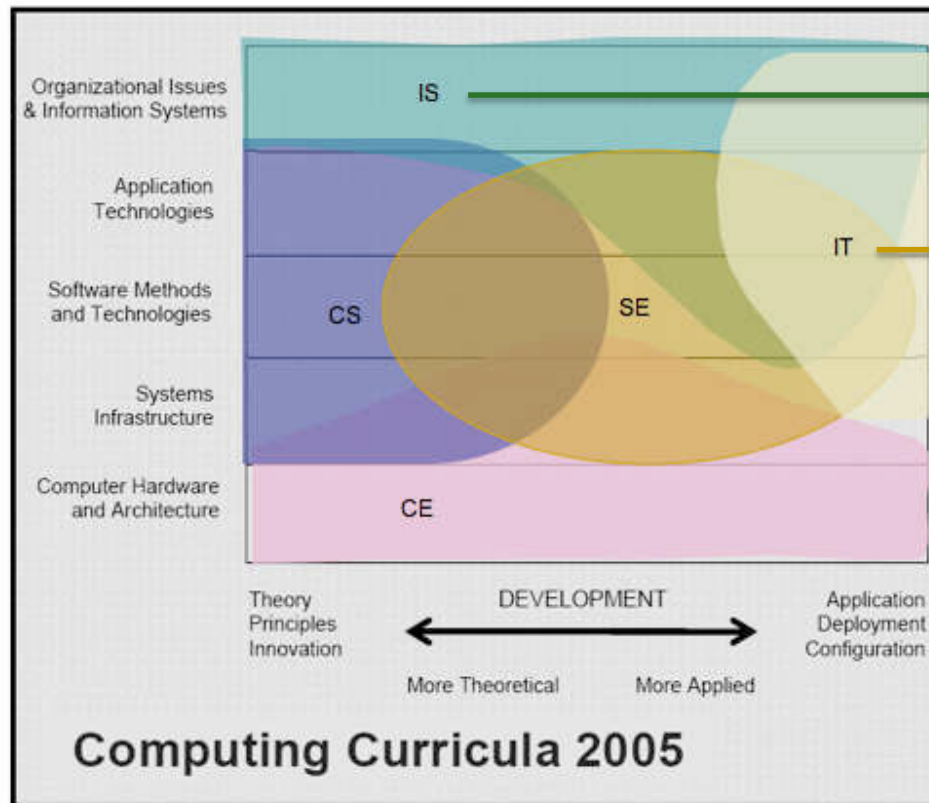 Organizational Issues
& Information Systems
IS
Application
Technologies
IT
Software Methods
and Technologies
CS
SE
Systems
Infrastructure
Computer Hardware
and Architecture
CE
Theory
Principles
Innovation
DEVELOPMENT
Application
Deployment
Configuration
More Theoretical
More Applied
Computing Curricula 2005